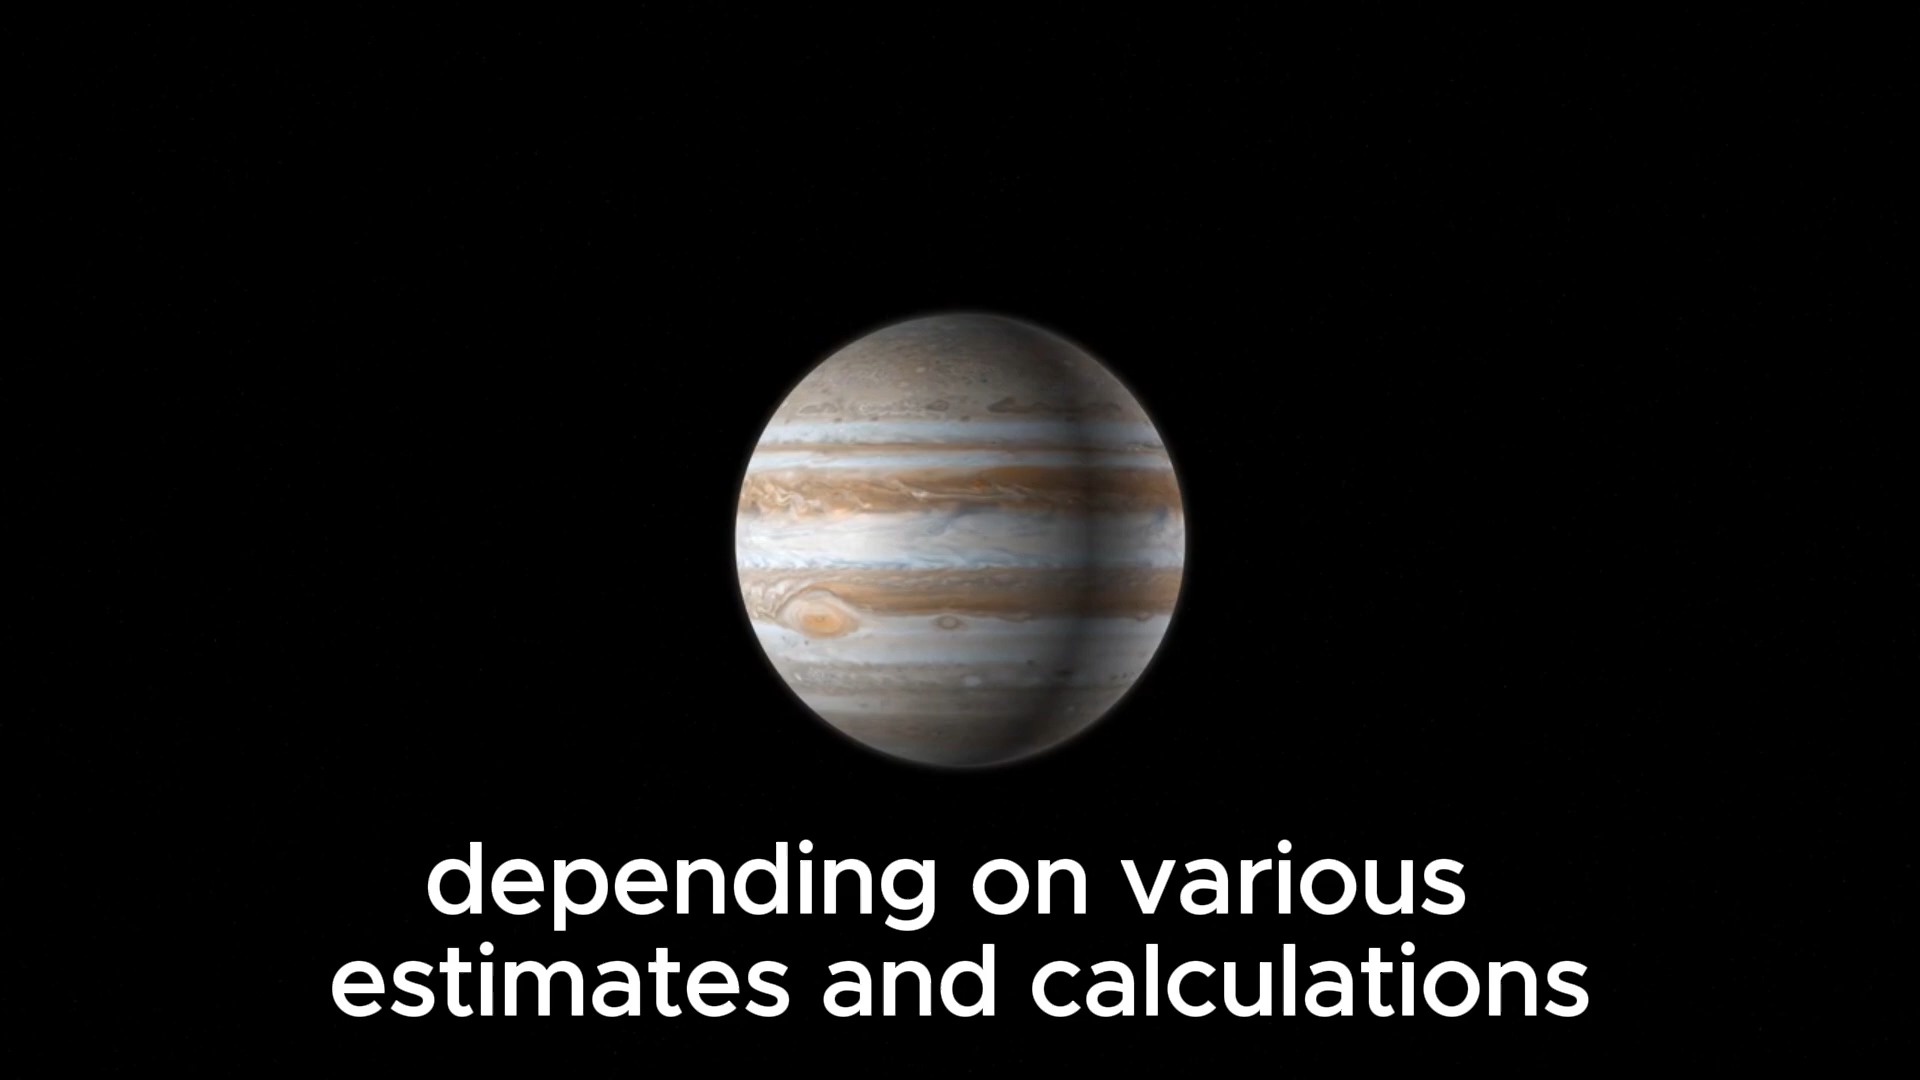 depending on various
estimates and calculations